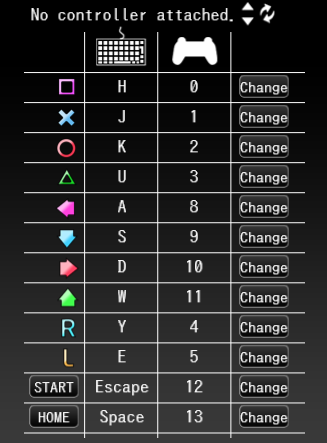 No controller attached.
H 0 Change
J 1 Change
K 2 Change
U 3 Change
A 8 Change
S 9 Change
D 10 Change
W 11 Change
R Y 4 Change
L E 5 Change
START Escape 12 Change
HOME Space 13 Change